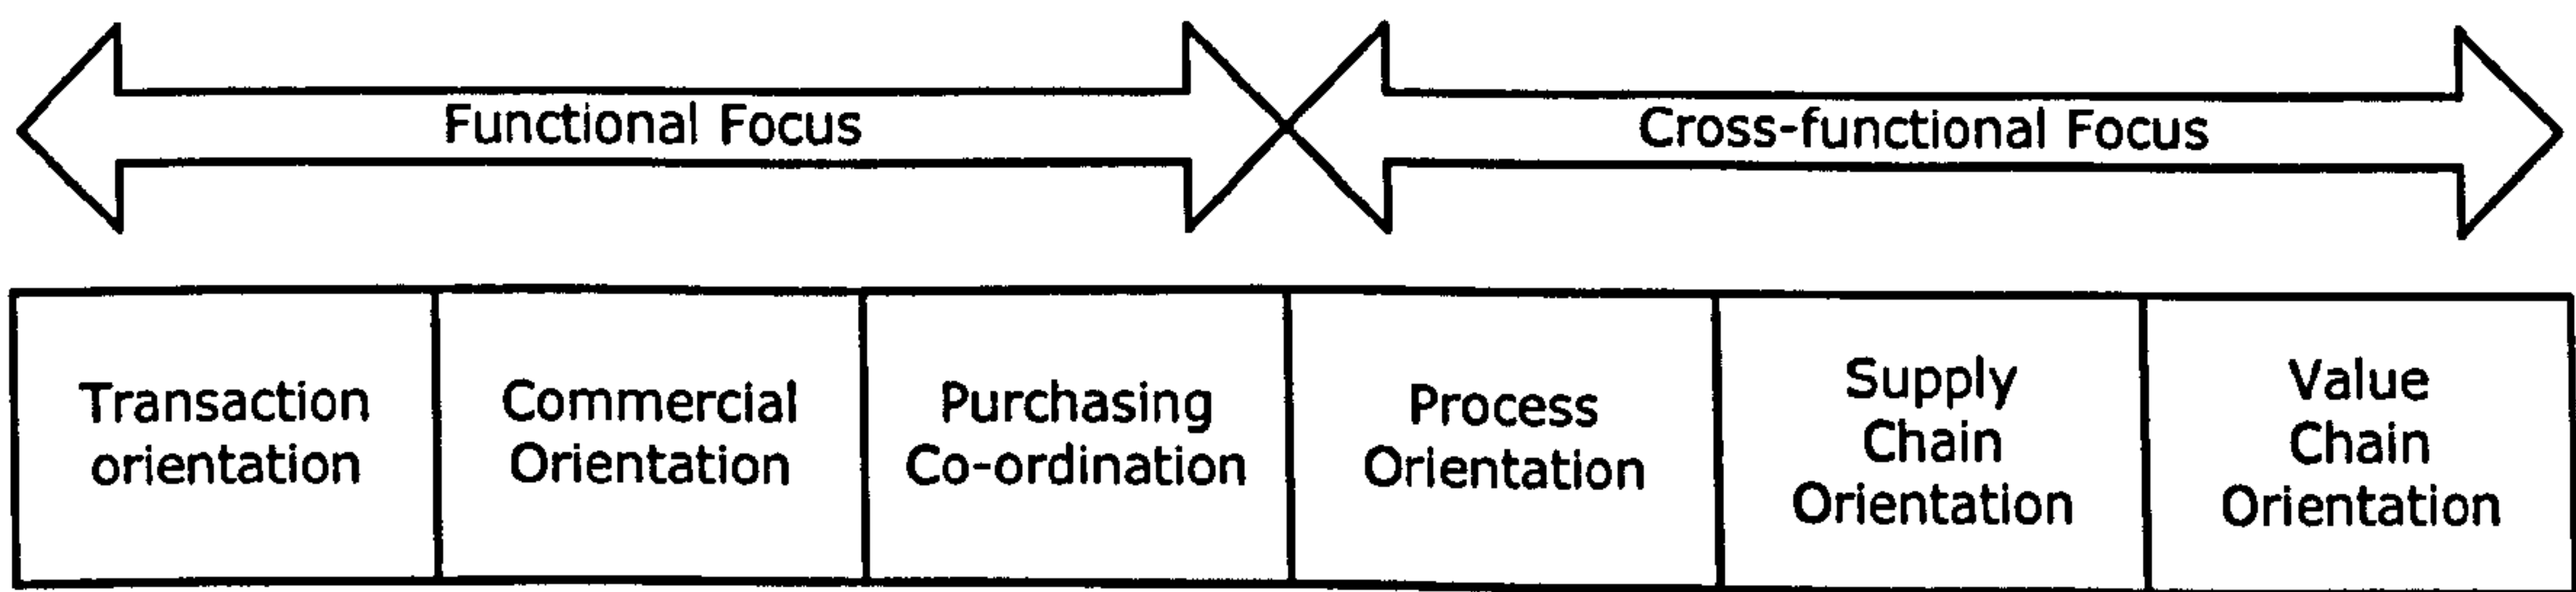 Functional Focus
Cross-functional Focus
Transaction
orientation
Commercial
Orientation
Purchasing
Co-ordination
Process
Orientation
Supply
Chain
Orientation
Value
Chain
Orientation